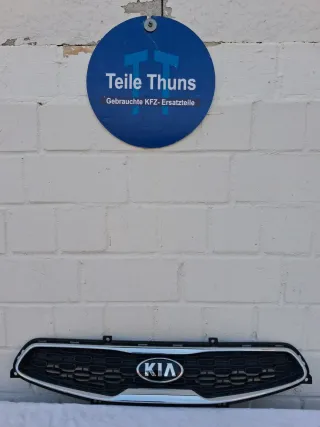 Teile Thuns
Gebrauchte KFZ- Ersatzteile
KIA